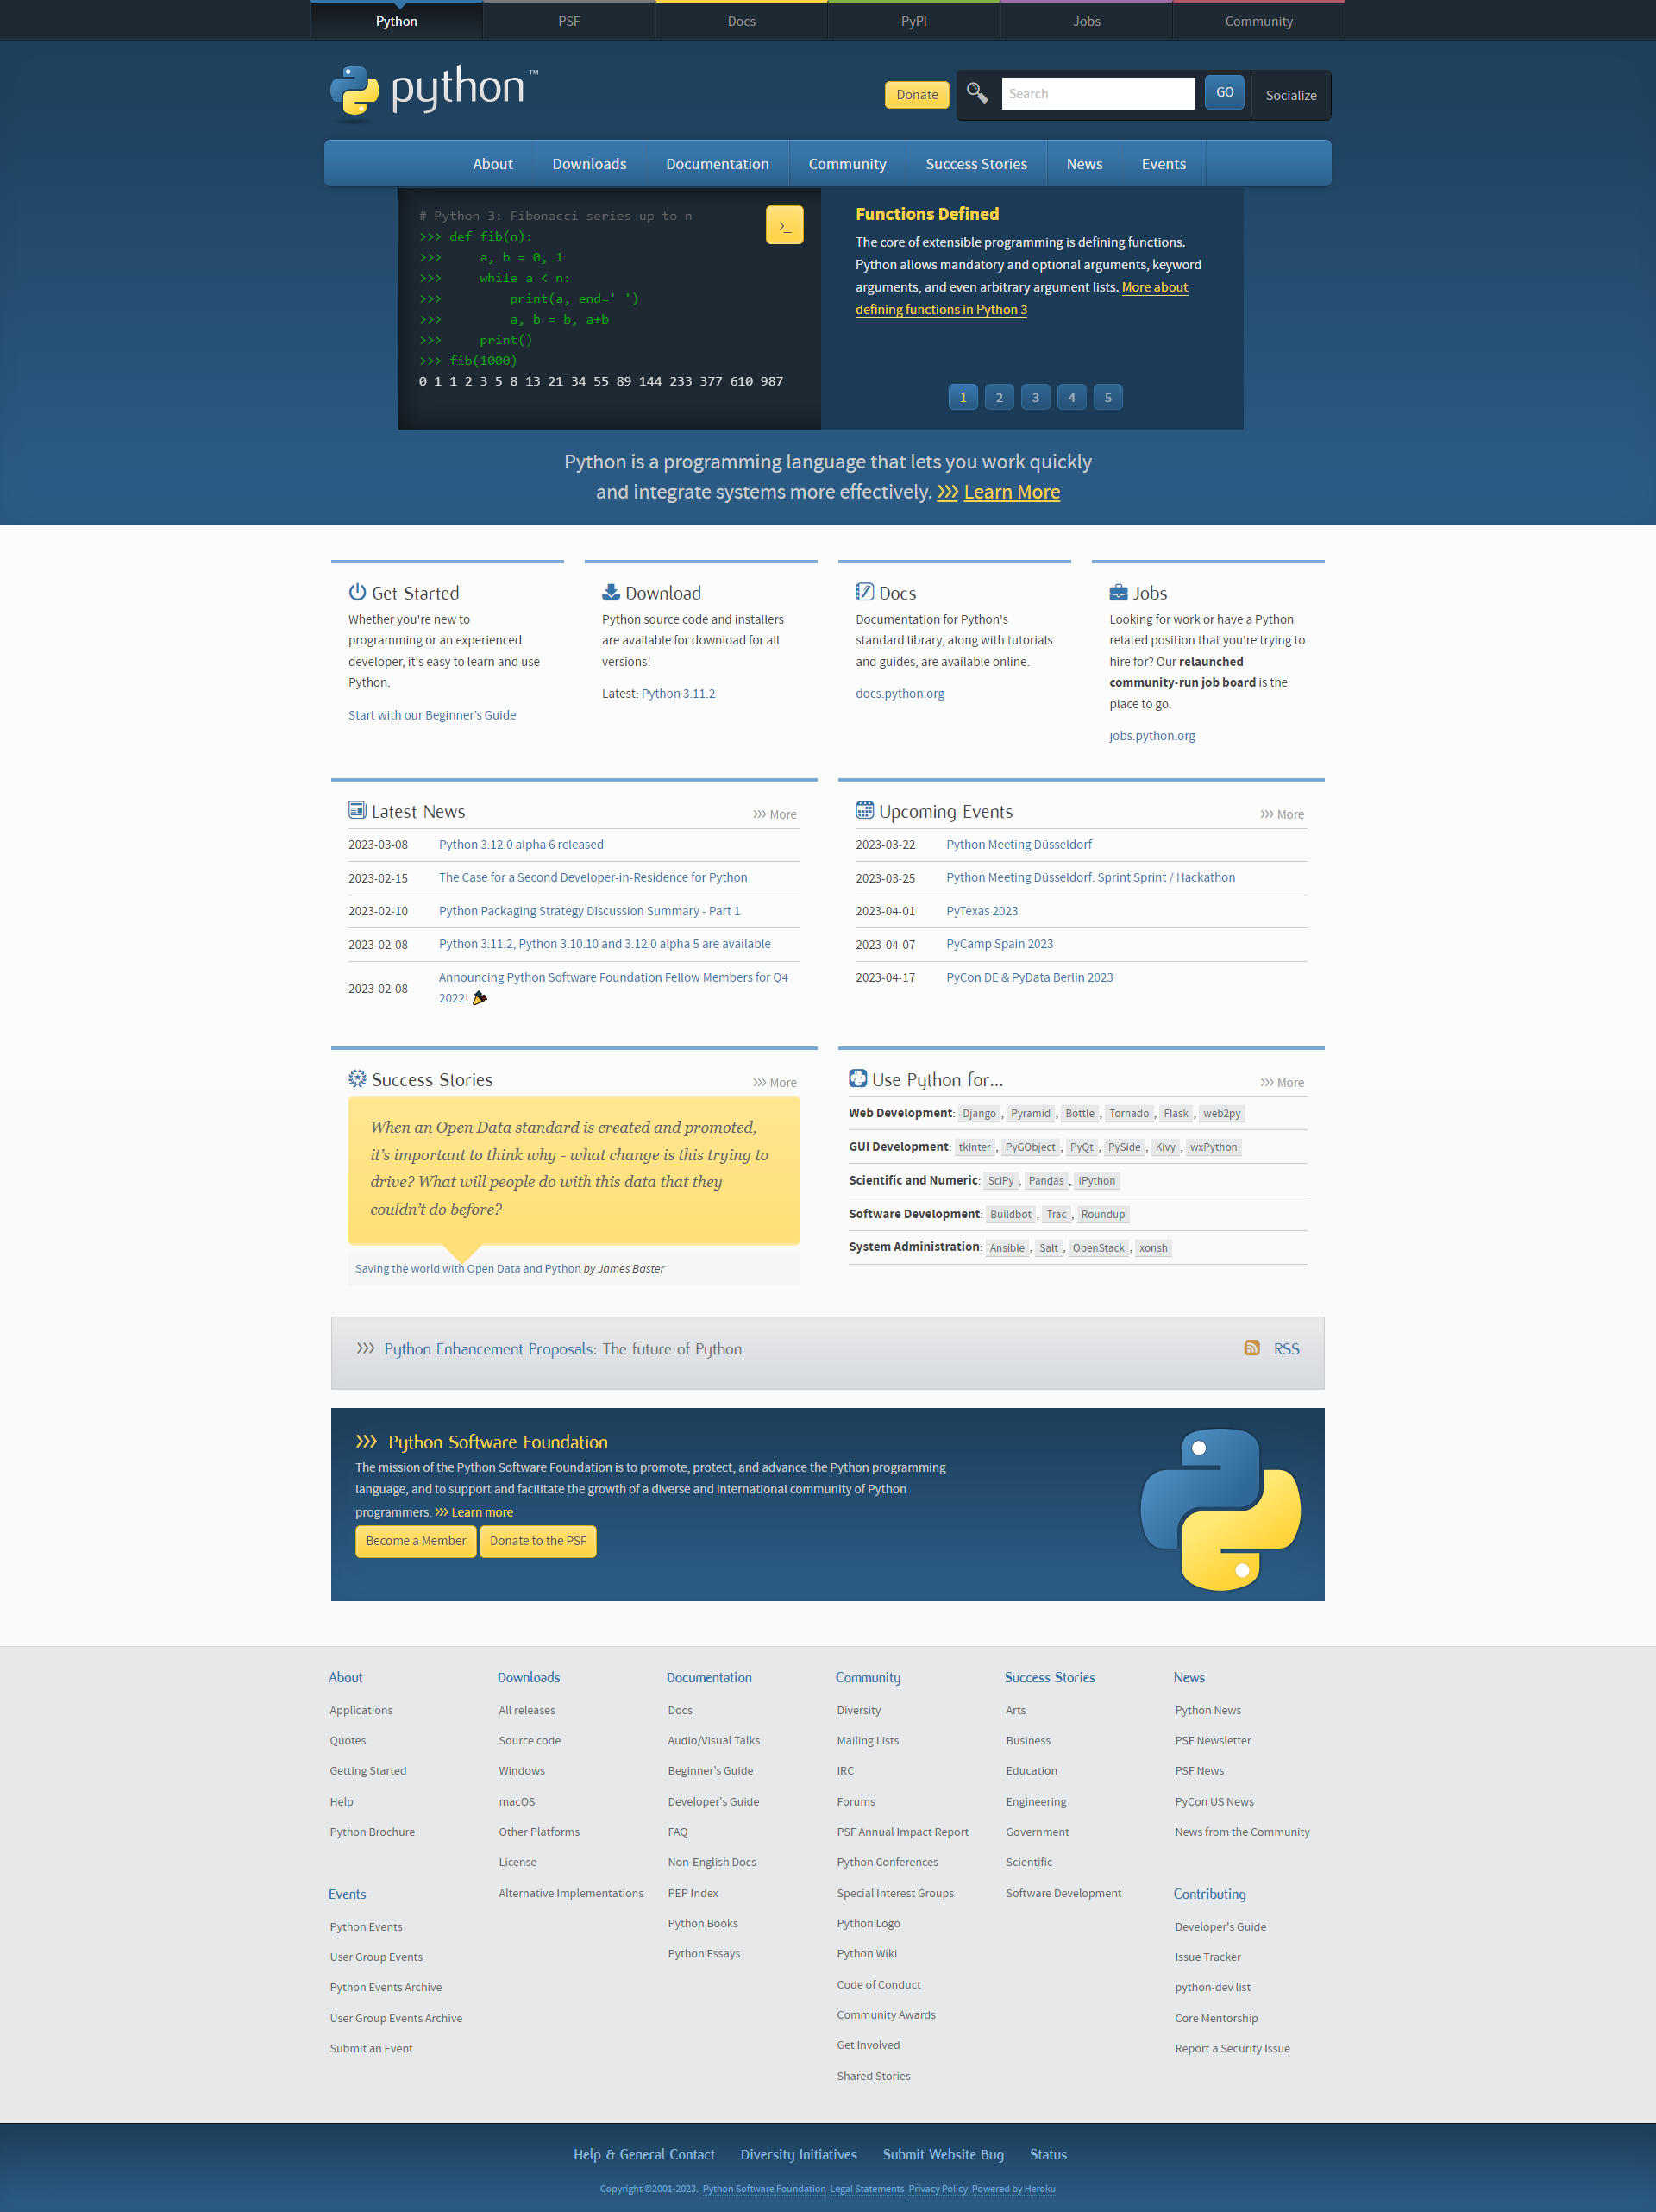 Python
PSF
Docs
PyPI
Jobs
Community
python™
Donate
Search
GO
Socialize
About
Downloads
Documentation
Community
Success Stories
News
Events
# Python 3: Fibonacci series up to n
>>> def fib(n):
>>>     a, b = 0, 1
>>>     while a < n:
>>>         print(a, end=' ')
>>>         a, b = b, a+b
>>>     print()
>>> fib(1000)
0 1 1 2 3 5 8 13 21 34 55 89 144 233 377 610 987
>_
Functions Defined
The core of extensible programming is defining functions.
Python allows mandatory and optional arguments, keyword
arguments, and even arbitrary argument lists. More about
defining functions in Python 3
1
2
3
4
5
Python is a programming language that lets you work quickly
and integrate systems more effectively. >>> Learn More
Get Started
Whether you're new to
programming or an experienced
developer, it's easy to learn and use
Python.
Start with our Beginner's Guide
Download
Python source code and installers
are available for download for all
versions!
Latest: Python 3.11.2
Docs
Documentation for Python's
standard library, along with tutorials
and guides, are available online.
docs.python.org
Jobs
Looking for work or have a Python
related position that you're trying to
hire for? Our relaunched
community-run job board is the
place to go.
jobs.python.org
Latest News
>>> More
2023-03-08 Python 3.12.0 alpha 6 released
2023-02-15 The Case for a Second Developer-in-Residence for Python
2023-02-10 Python Packaging Strategy Discussion Summary - Part 1
2023-02-08 Python 3.11.2, Python 3.10.10 and 3.12.0 alpha 5 are available
2023-02-08 Announcing Python Software Foundation Fellow Members for Q4
2022! 🎉
Upcoming Events
>>> More
2023-03-22 Python Meeting Düsseldorf
2023-03-25 Python Meeting Düsseldorf: Sprint Sprint / Hackathon
2023-04-01 PyTexas 2023
2023-04-07 PyCamp Spain 2023
2023-04-17 PyCon DE & PyData Berlin 2023
Success Stories
>>> More
When an Open Data standard is created and promoted,
it's important to think why - what change is this trying to
drive? What will people do with this data that they
couldn't do before?
Saving the world with Open Data and Python by James Baster
Use Python for...
>>> More
Web Development: Django, Pyramid, Bottle, Tornado, Flask, web2py
GUI Development: tkInter, PyGObject, PyQt, PySide, Kivy, wxPython
Scientific and Numeric: SciPy, Pandas, IPython
Software Development: Buildbot, Trac, Roundup
System Administration: Ansible, Salt, OpenStack, xonsh
>>> Python Enhancement Proposals: The future of Python
RSS
>>> Python Software Foundation
The mission of the Python Software Foundation is to promote, protect, and advance the Python programming
language, and to support and facilitate the growth of a diverse and international community of Python
programmers. >>> Learn more
Become a Member
Donate to the PSF
About
Applications
Quotes
Getting Started
Help
Python Brochure
Events
Python Events
User Group Events
Python Events Archive
User Group Events Archive
Submit an Event
Downloads
All releases
Source code
Windows
macOS
Other Platforms
License
Alternative Implementations
Documentation
Docs
Audio/Visual Talks
Beginner's Guide
Developer's Guide
FAQ
Non-English Docs
PEP Index
Python Books
Python Essays
Community
Diversity
Mailing Lists
IRC
Forums
PSF Annual Impact Report
Python Conferences
Special Interest Groups
Python Logo
Python Wiki
Code of Conduct
Community Awards
Get Involved
Shared Stories
Success Stories
Arts
Business
Education
Engineering
Government
Scientific
Software Development
News
Python News
PSF Newsletter
PSF News
PyCon US News
News from the Community
Contributing
Developer's Guide
Issue Tracker
python-dev list
Core Mentorship
Report a Security Issue
Help & General Contact
Diversity Initiatives
Submit Website Bug
Status
Copyright ©2001-2023. Python Software Foundation Legal Statements Privacy Policy Powered by Heroku